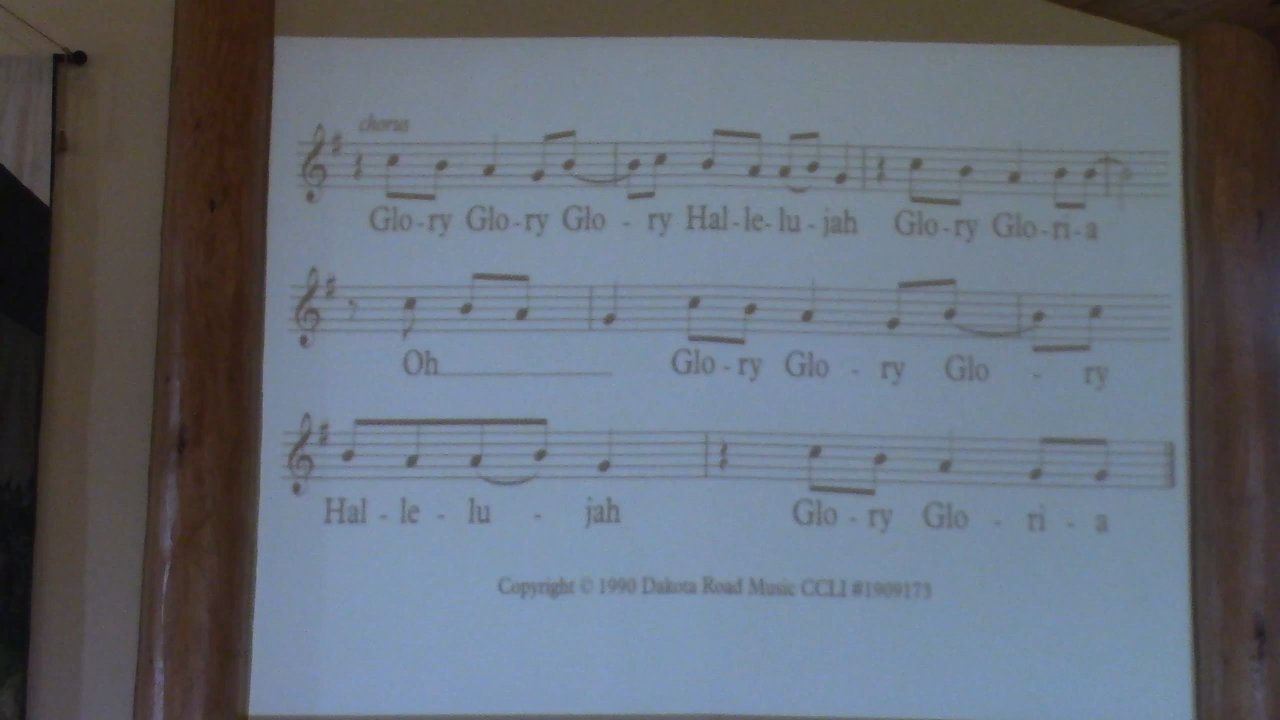 chorus
Glo-ry Glo-ry Glo - ry Hal-le-lu-jah Glo-ry Glo-ri-a
Oh___________ Glo-ry Glo - ry Glo - ry
Hal - le - lu - jah Glo - ry Glo - ri - a
Copyright © 1990 Dakota Road Music CCLI #1909173